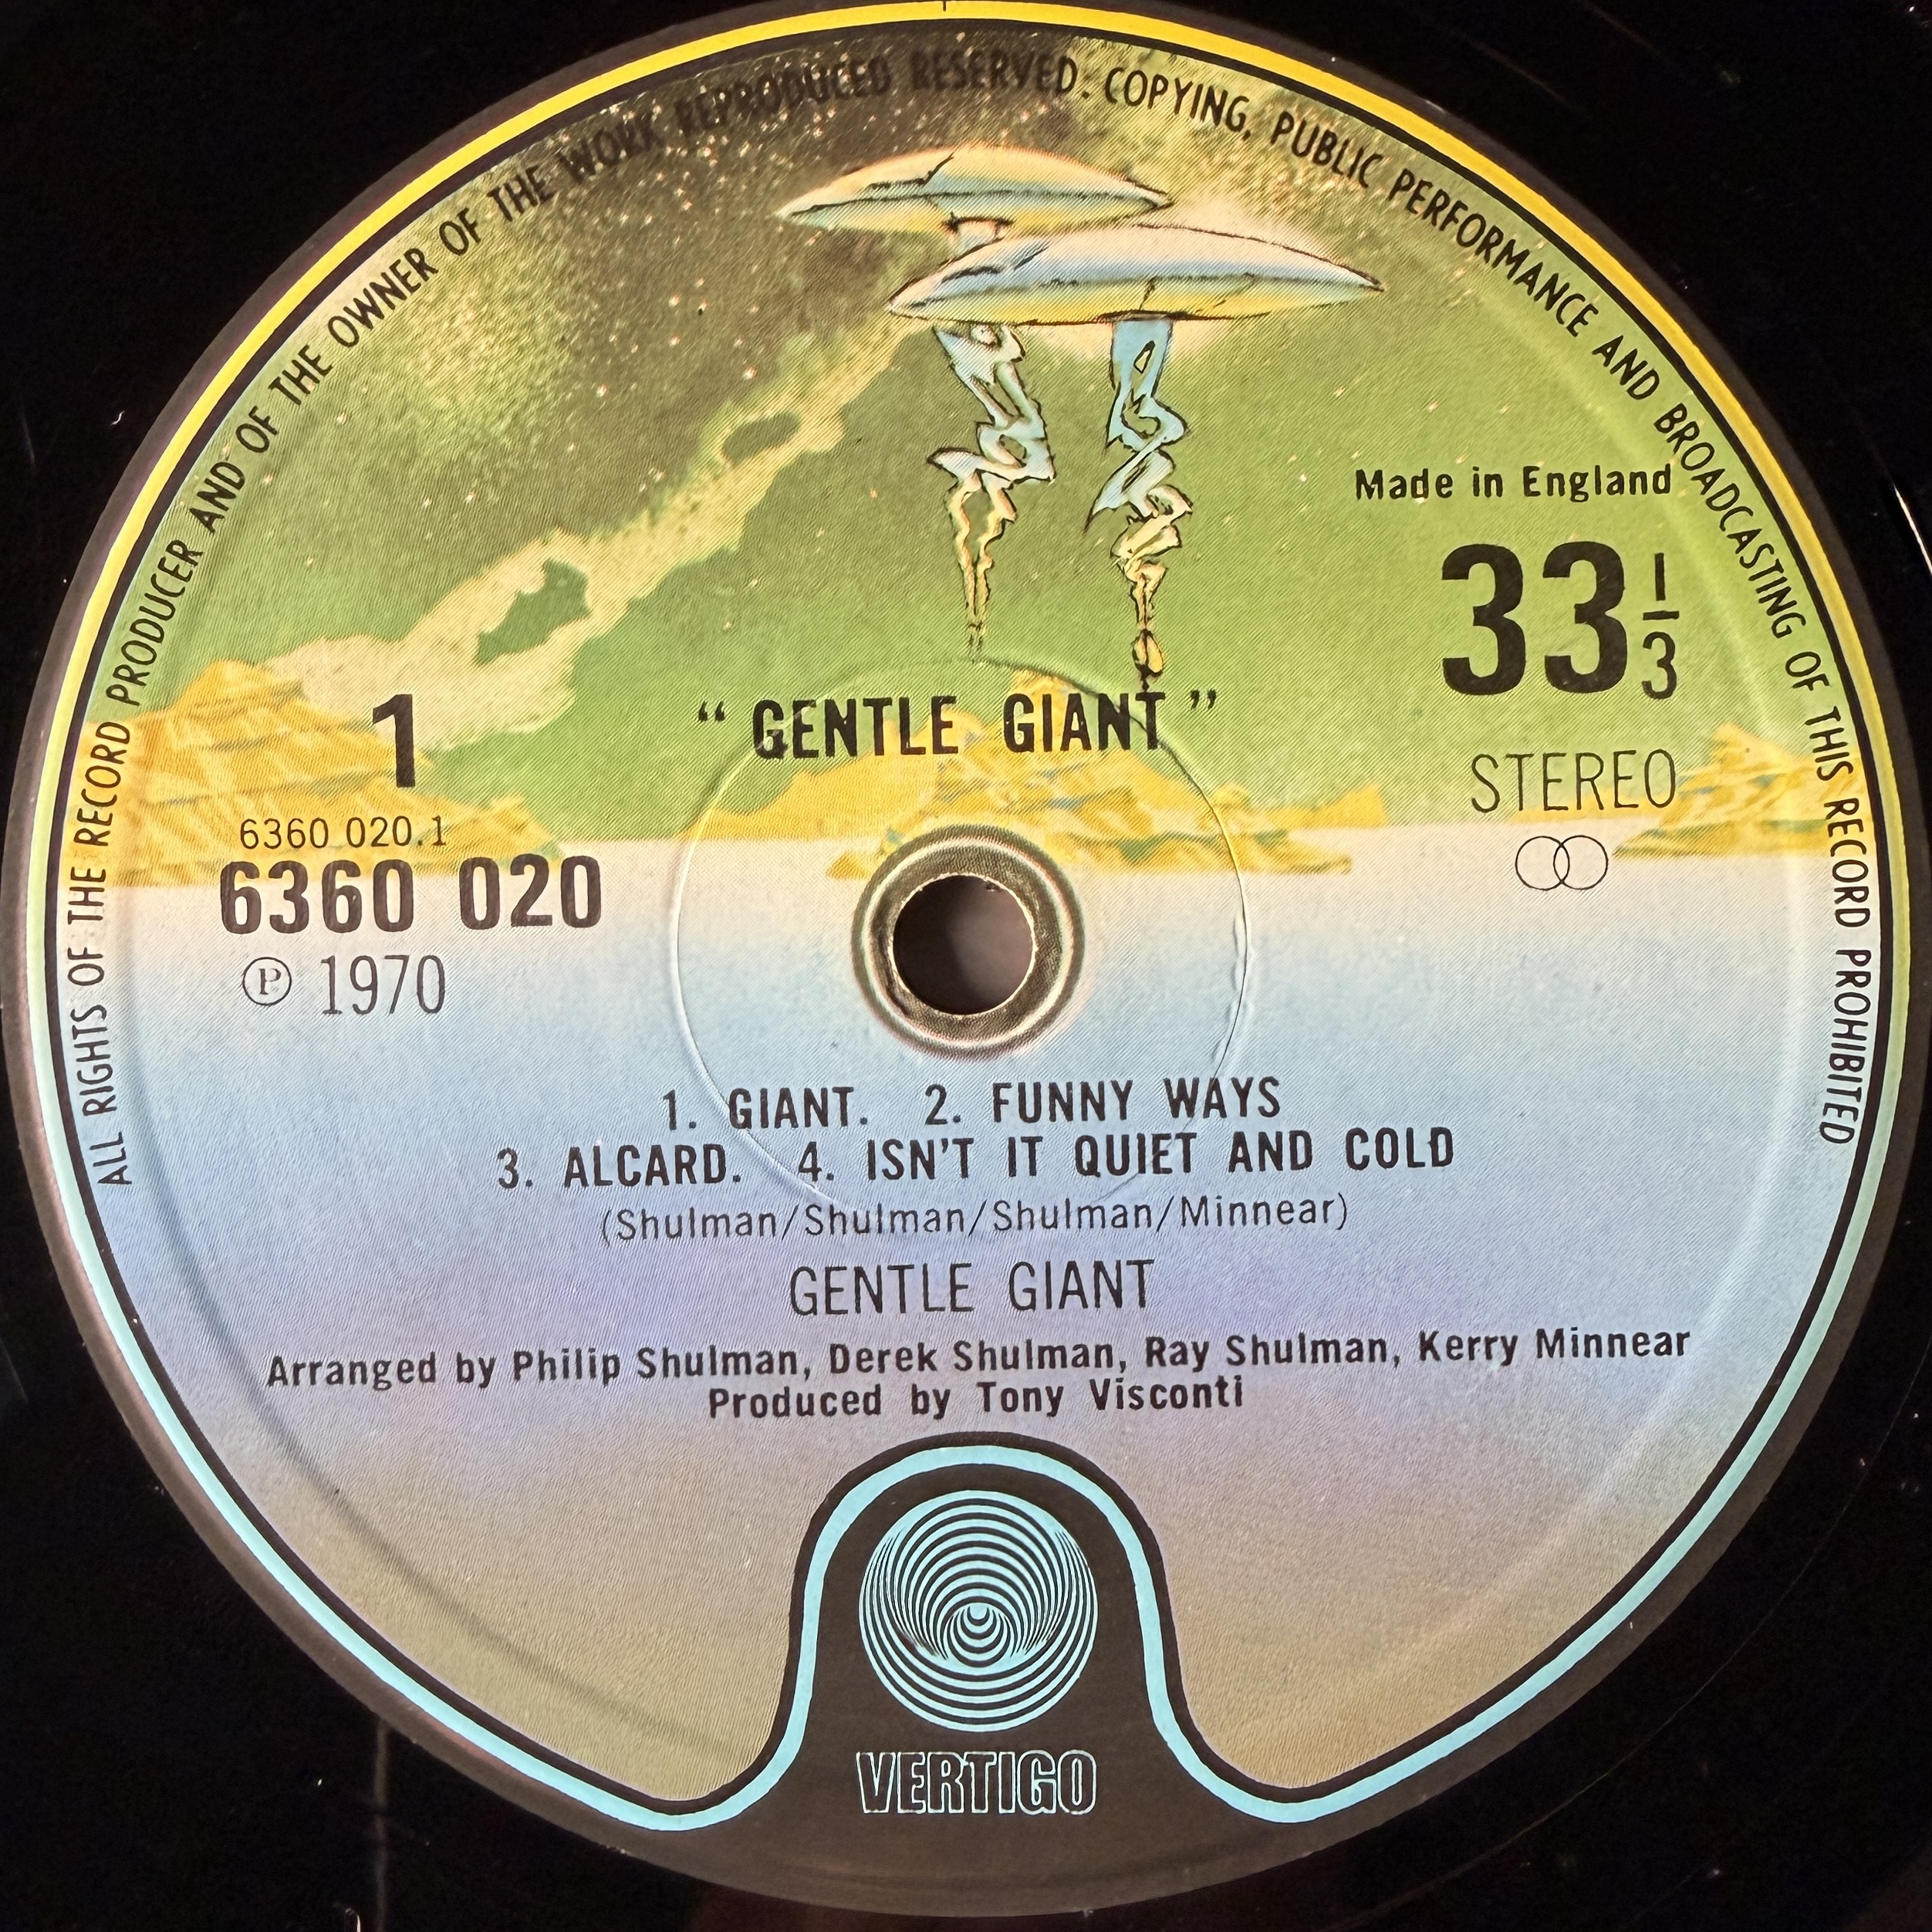 ALL RIGHTS OF THE RECORD PRODUCER AND OF THE OWNER OF THE WORK REPRODUCED RESERVED. COPYING, PUBLIC PERFORMANCE AND BROADCASTING OF THIS RECORD PROHIBITED
Made in England
33 1/3
STEREO
1
"GENTLE GIANT"
6360 020.1
6360 020
Ⓟ 1970
1. GIANT. 2. FUNNY WAYS
3. ALCARD. 4. ISN'T IT QUIET AND COLD
(Shulman/Shulman/Shulman/Minnear)
GENTLE GIANT
Arranged by Philip Shulman, Derek Shulman, Ray Shulman, Kerry Minnear
Produced by Tony Visconti
VERTIGO